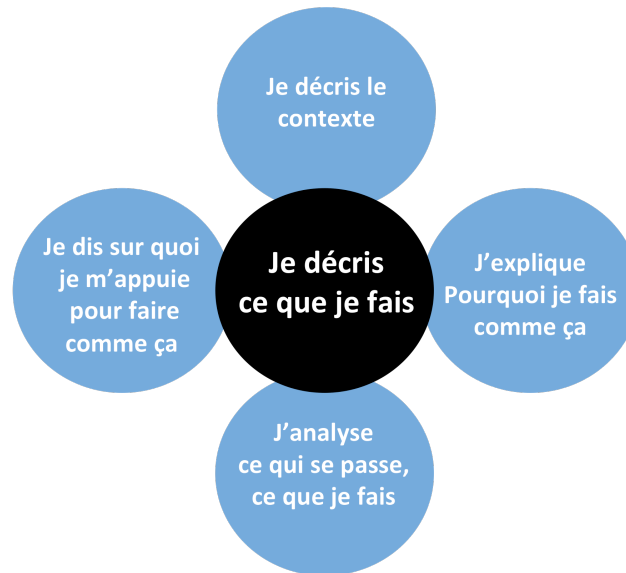 Je décris le
contexte
Je dis sur quoi
je m'appuie
pour faire
comme ça
Je décris
ce que je fais
J'explique
Pourquoi je fais
comme ça
J'analyse
ce qui se passe,
ce que je fais